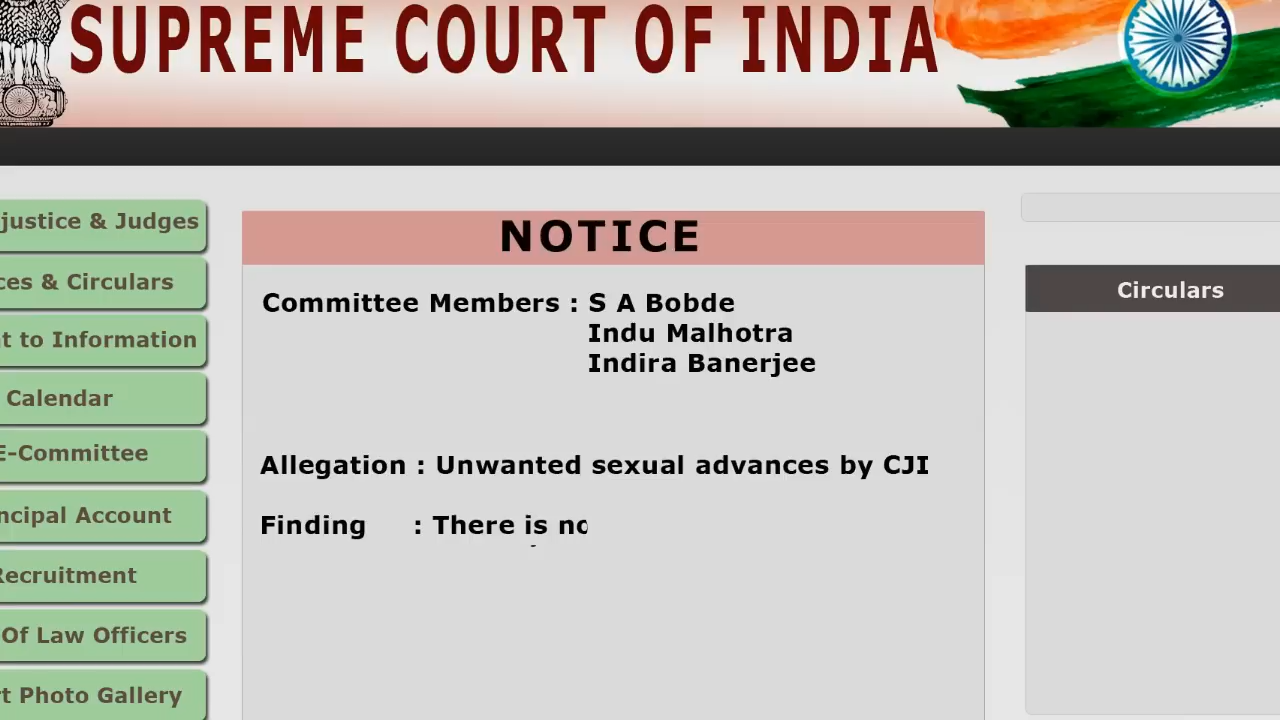 SUPREME COURT OF INDIA
justice & Judges
ces & Circulars
t to Information
Calendar
E-Committee
ncipal Account
Recruitment
Of Law Officers
t Photo Gallery
NOTICE
Committee Members : S A Bobde
Indu Malhotra
Indira Banerjee
Allegation : Unwanted sexual advances by CJI
Finding : There is no
Circulars